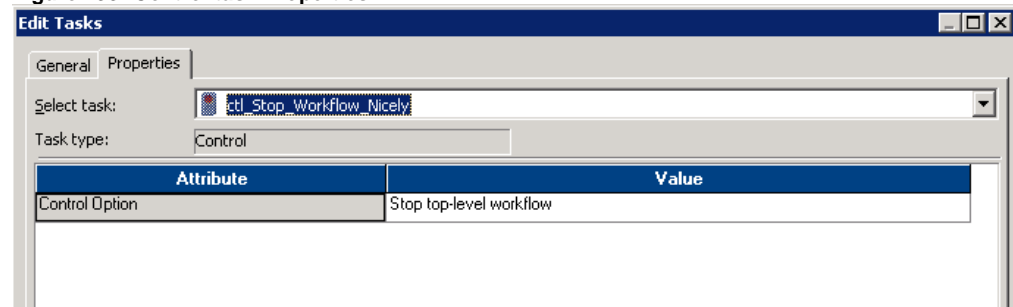 Edit Tasks
General Properties
Select task: ctl_Stop_Workflow_Nicely
Task type: Control
Attribute Value
Control Option Stop top-level workflow